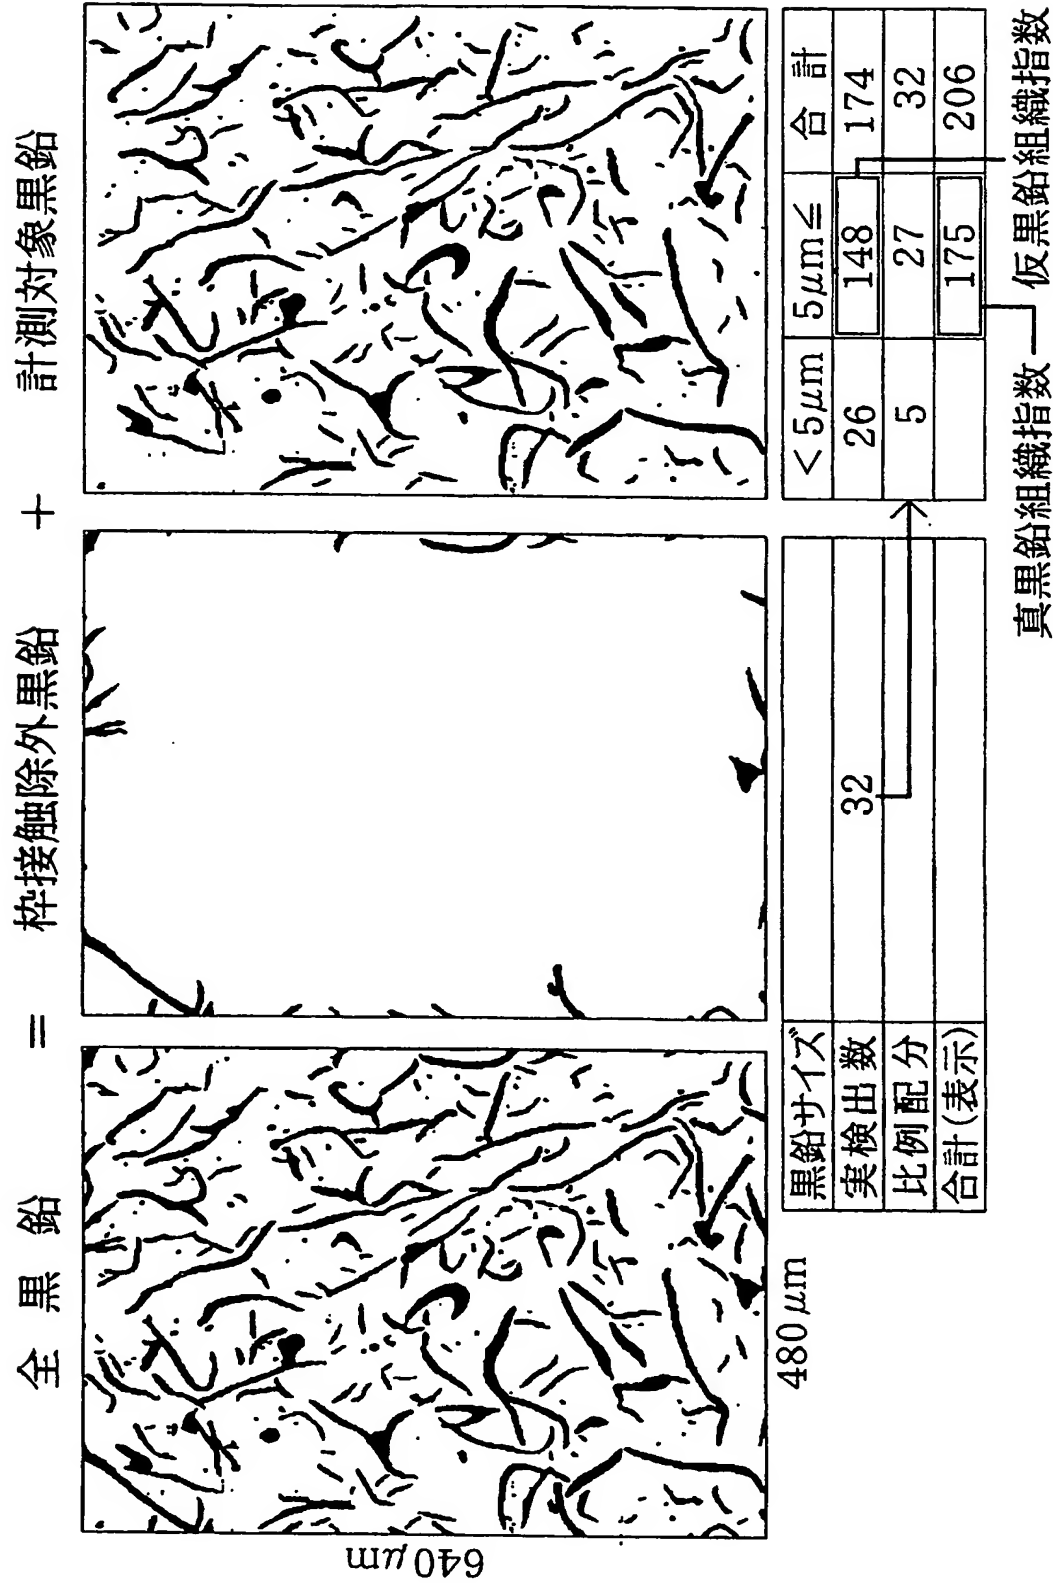 全 黒 鉛 = 枠接触除外黒鉛 + 計測対象黒鉛
640μm
480μm
黒鉛サイズ <5μm 5μm≦ 合 計
実検出数 32 26 148 174
比例配分 5 27 32
合計(表示) 175 206
真黒鉛組織指数
仮黒鉛組織指数